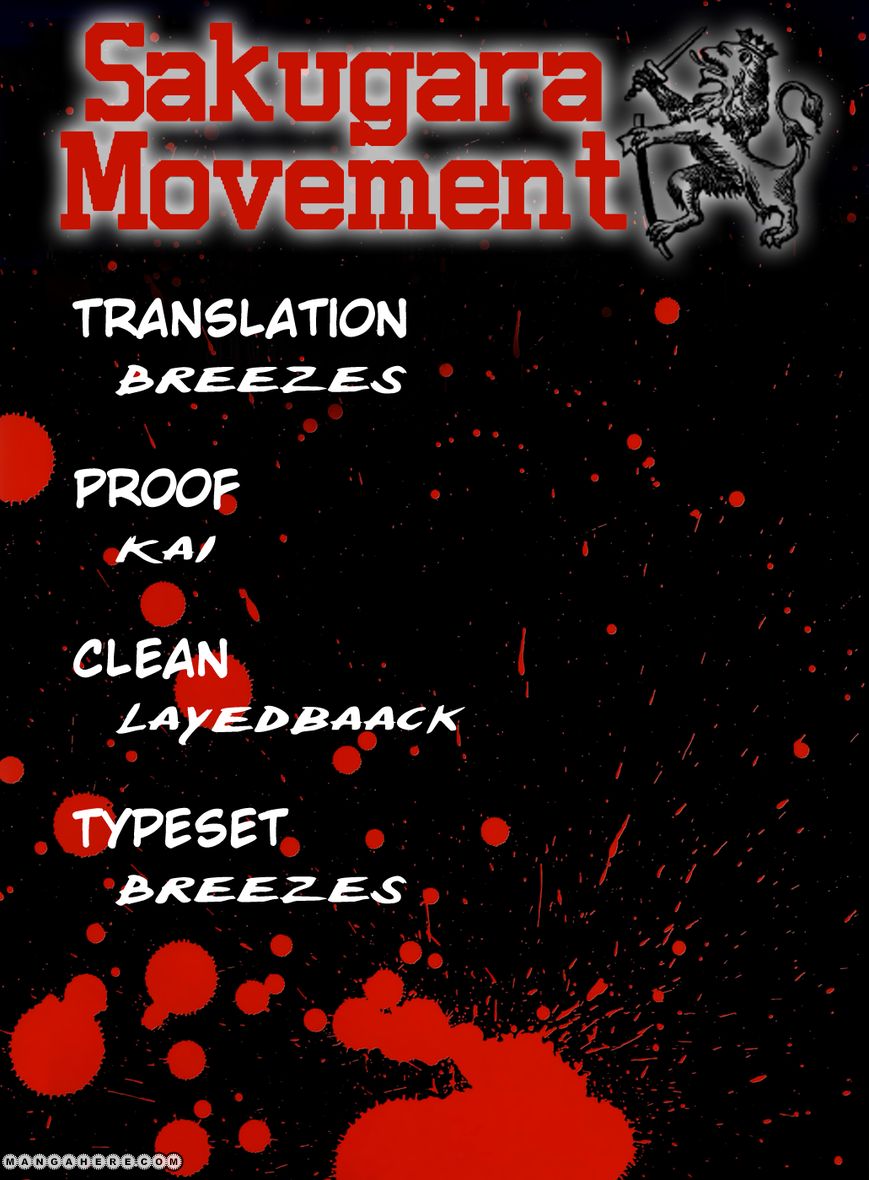 Sakugara
Movement
TRANSLATION
BREEZES
PROOF
KAI
CLEAN
LAYEDBAACK
TYPESET
BREEZES
MANGAHERE.COM